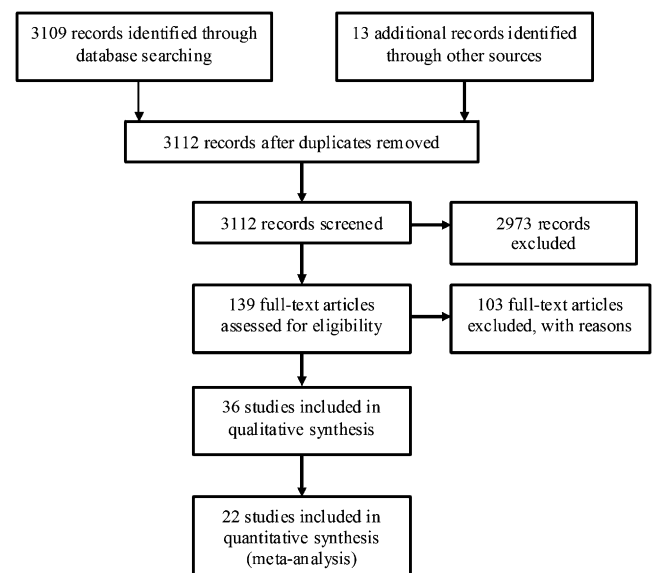 3109 records identified through
database searching
13 additional records identified
through other sources
3112 records after duplicates removed
3112 records screened
2973 records
excluded
139 full-text articles
assessed for eligibility
103 full-text articles
excluded, with reasons
36 studies included in
qualitative synthesis
22 studies included in
quantitative synthesis
(meta-analysis)